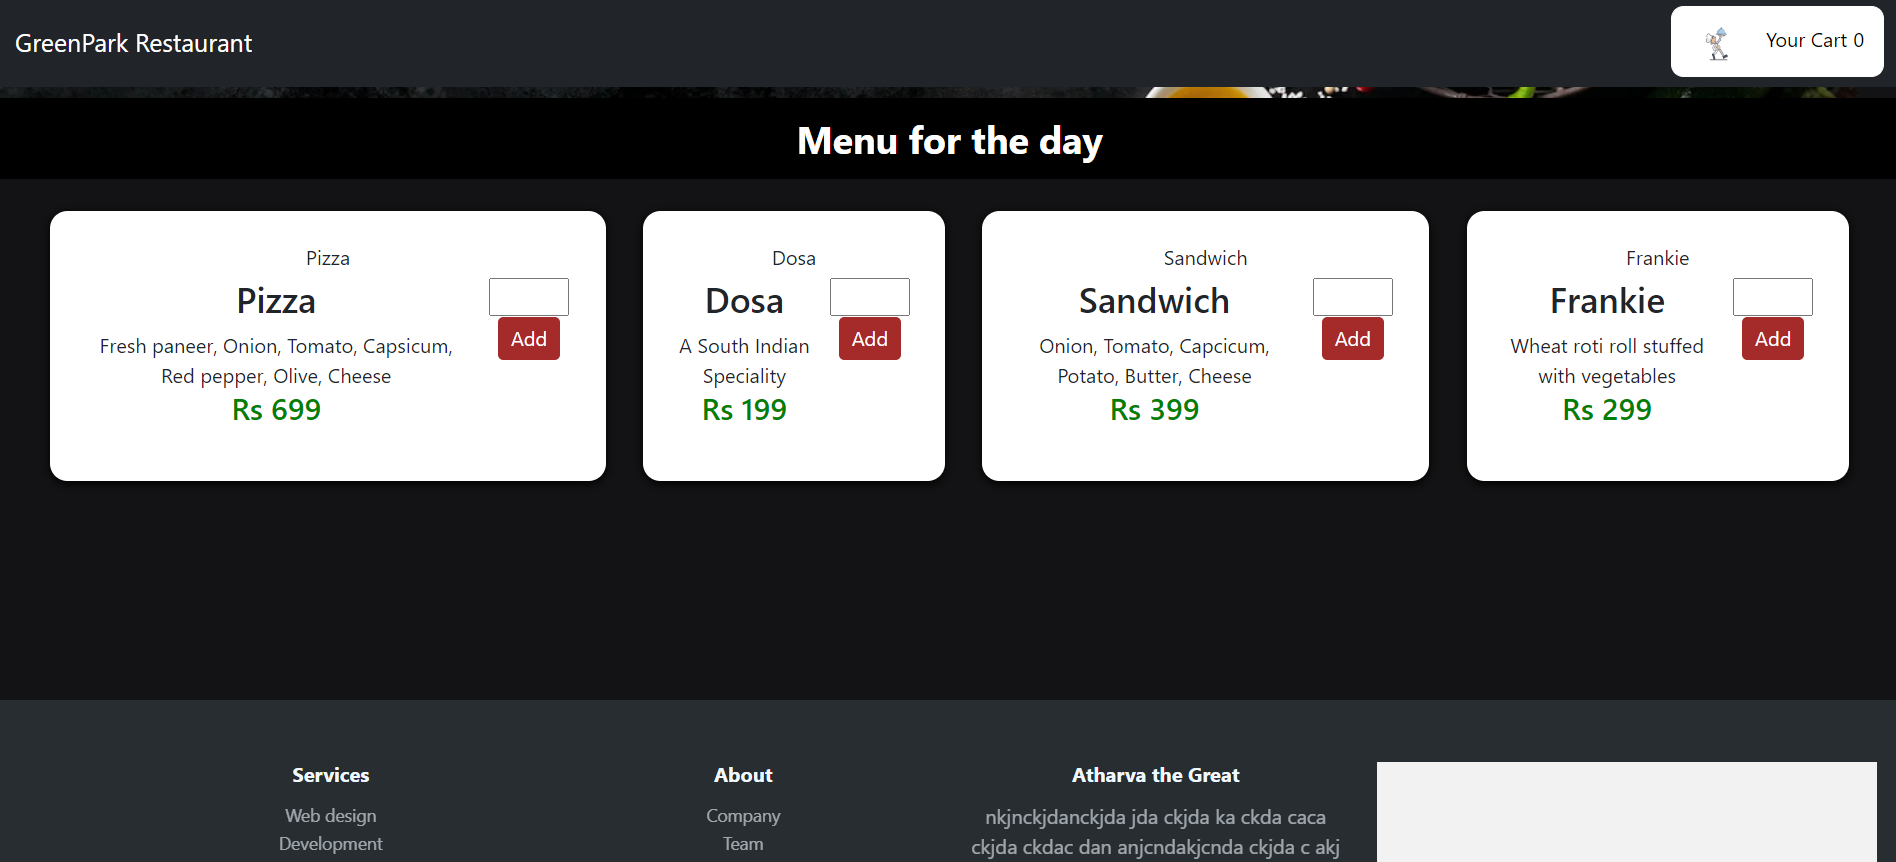 GreenPark Restaurant
Your Cart 0
Menu for the day
Pizza
Pizza
Fresh paneer, Onion, Tomato, Capsicum,
Red pepper, Olive, Cheese
Rs 699
Add
Dosa
Dosa
A South Indian
Speciality
Rs 199
Add
Sandwich
Sandwich
Onion, Tomato, Capcicum,
Potato, Butter, Cheese
Rs 399
Add
Frankie
Frankie
Wheat roti roll stuffed
with vegetables
Rs 299
Add
Services
Web design
Development
About
Company
Team
Atharva the Great
nkjnckjdanckjda jda ckjda ka ckda caca
ckjda ckdac dan anjcndakjcnda ckjda c akj